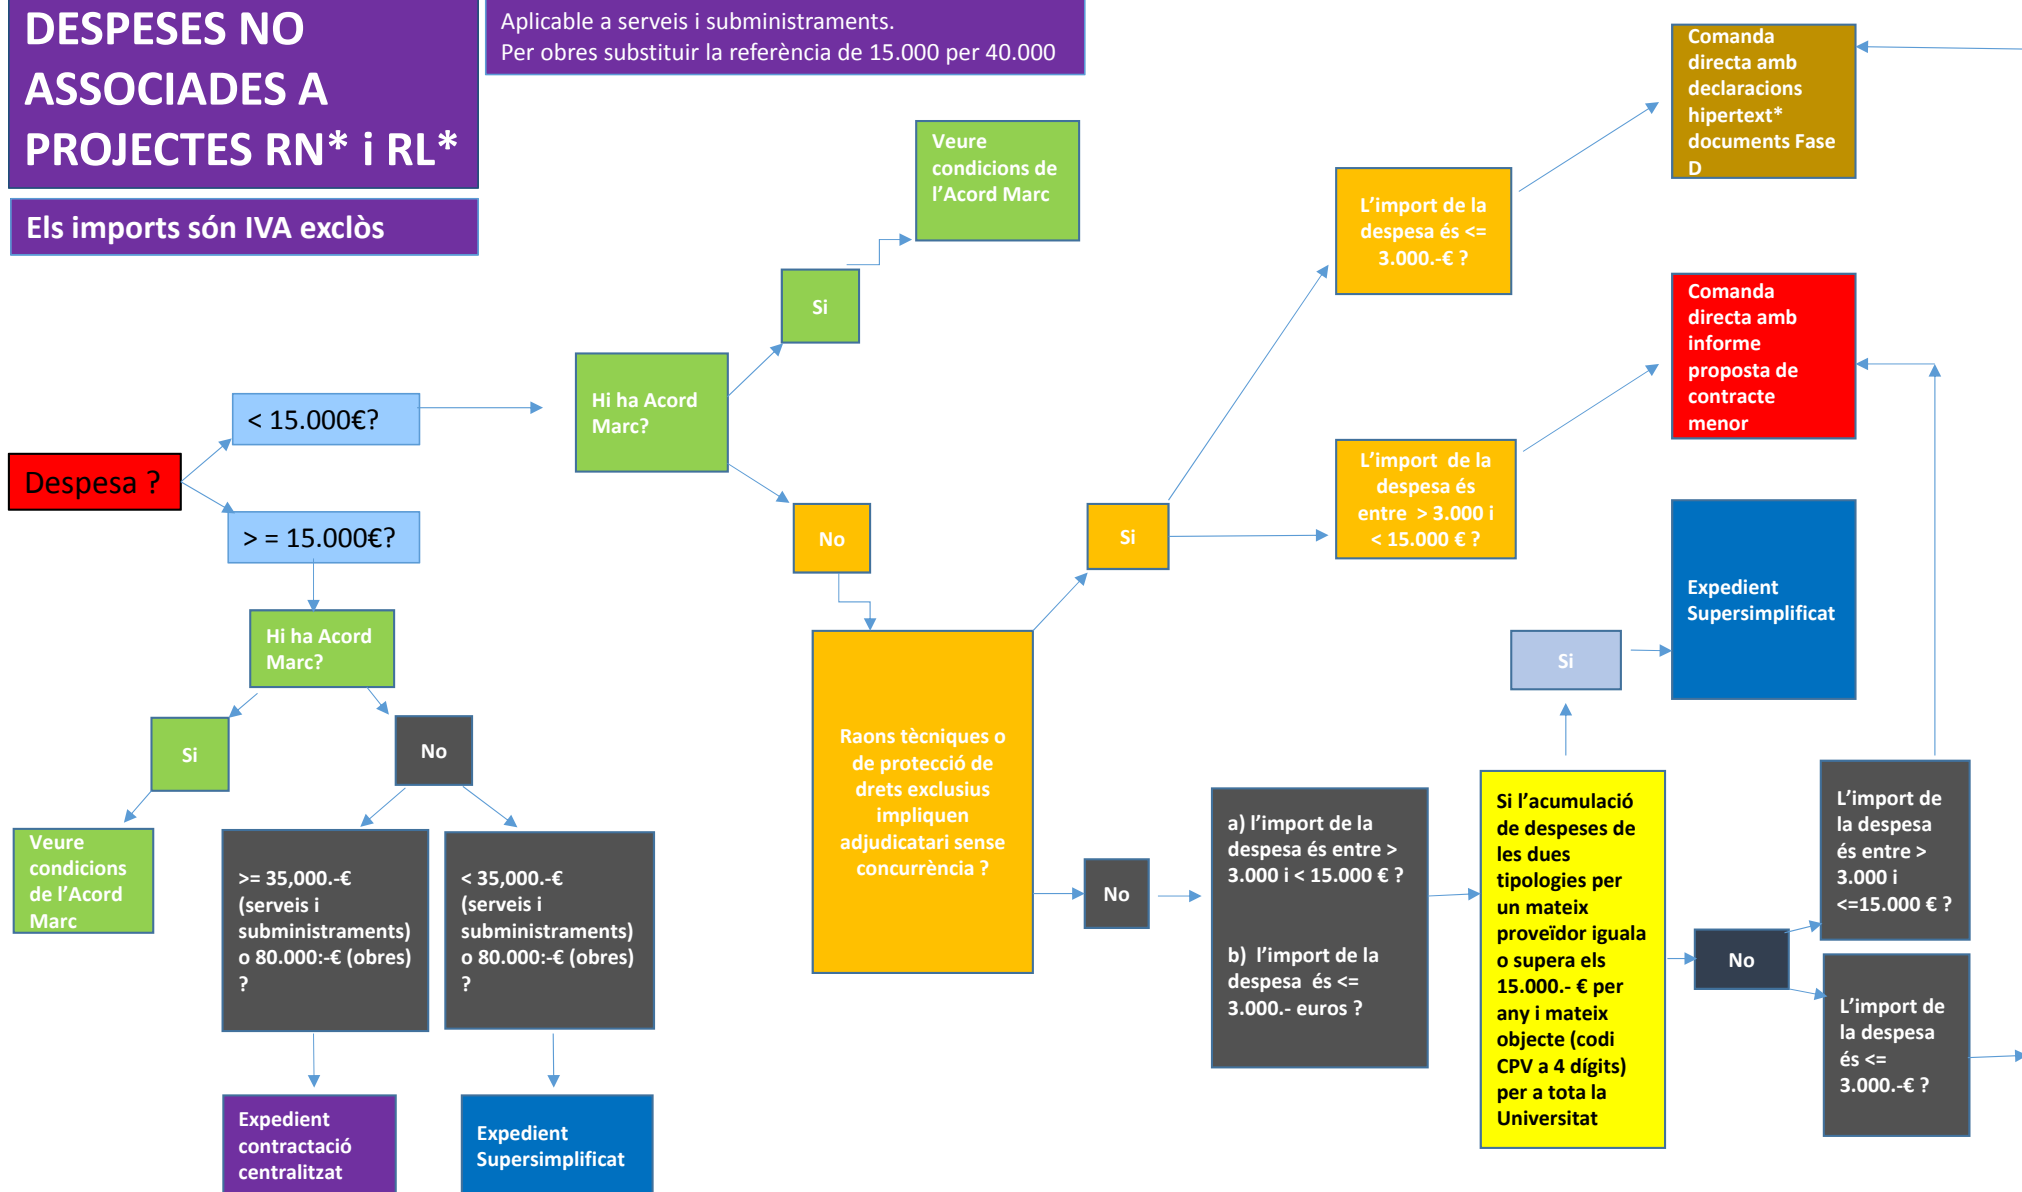 DESPESES NO
ASSOCIADES A
PROJECTES RN* i RL*
Els imports són IVA exclòs
Aplicable a serveis i subministraments.
Per obres substituir la referència de 15.000 per 40.000
Despesa ?
< 15.000€?
> = 15.000€?
Hi ha Acord
Marc?
Si
Veure
condicions de
l’Acord Marc
No
Hi ha Acord
Marc?
Si
No
Veure
condicions
de l’Acord
Marc
>= 35,000.-€
(serveis i
subministraments)
o 80.000:-€ (obres)
?
< 35,000.-€
(serveis i
subministraments)
o 80.000:-€ (obres)
?
Expedient
contractació
centralitzat
Expedient
Supersimplificat
Raons tècniques o
de protecció de
drets exclusius
impliquen
adjudicatari sense
concurrència ?
Si
L’import de la
despesa és <=
3.000.-€ ?
Comanda
directa amb
declaracions
hipertext*
documents Fase
D
L’import  de la
despesa és
entre  > 3.000 i
< 15.000 € ?
Comanda
directa amb
informe
proposta de
contracte
menor
No
a) l’import de la
despesa és entre >
3.000 i < 15.000 € ?
b)  l’import de la
despesa  és <=
3.000.- euros ?
Si l’acumulació
de despeses de
les dues
tipologies per
un mateix
proveïdor iguala
o supera els
15.000.- € per
any i mateix
objecte (codi
CPV a 4 dígits)
per a tota la
Universitat
Si
Expedient
Supersimplificat
No
L’import de
la despesa
és entre >
3.000 i
<=15.000 € ?
L’import de
la despesa
és <=
3.000.-€ ?